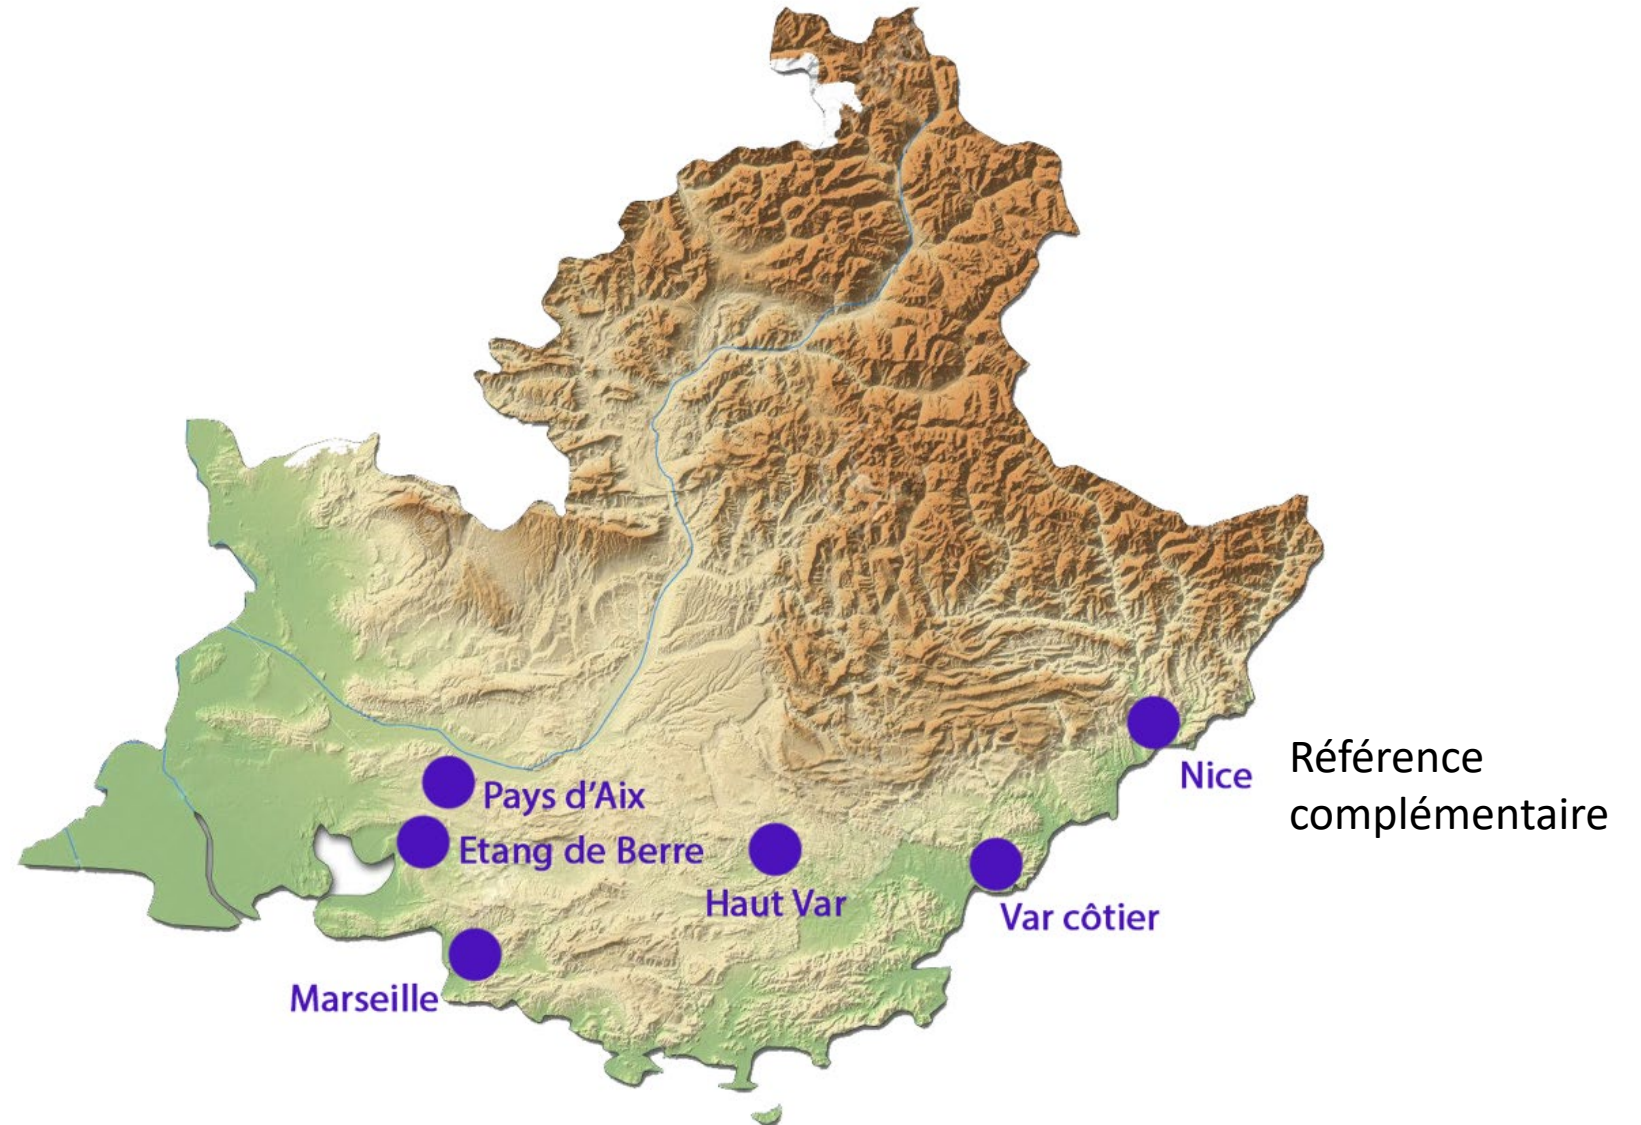 Nice
Référence
complémentaire
Pays d'Aix
Etang de Berre
Haut Var
Var côtier
Marseille